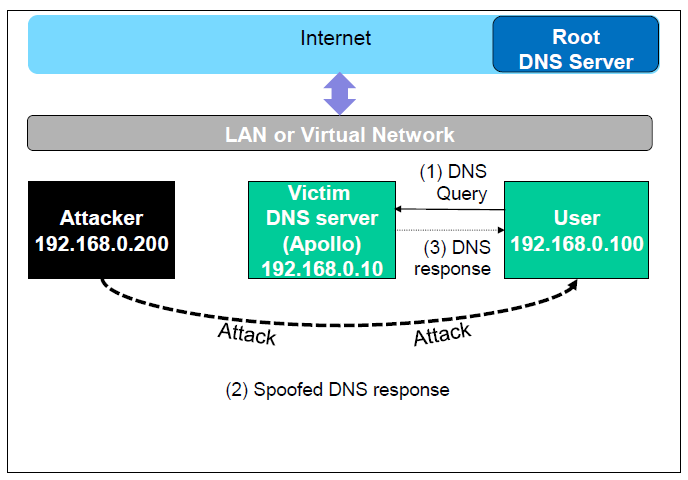 Internet
Root
DNS Server
LAN or Virtual Network
(1) DNS
Query
Attacker
192.168.0.200
Victim
DNS server
(Apollo)
192.168.0.10
User
192.168.0.100
(3) DNS
response
Attack
Attack
(2) Spoofed DNS response